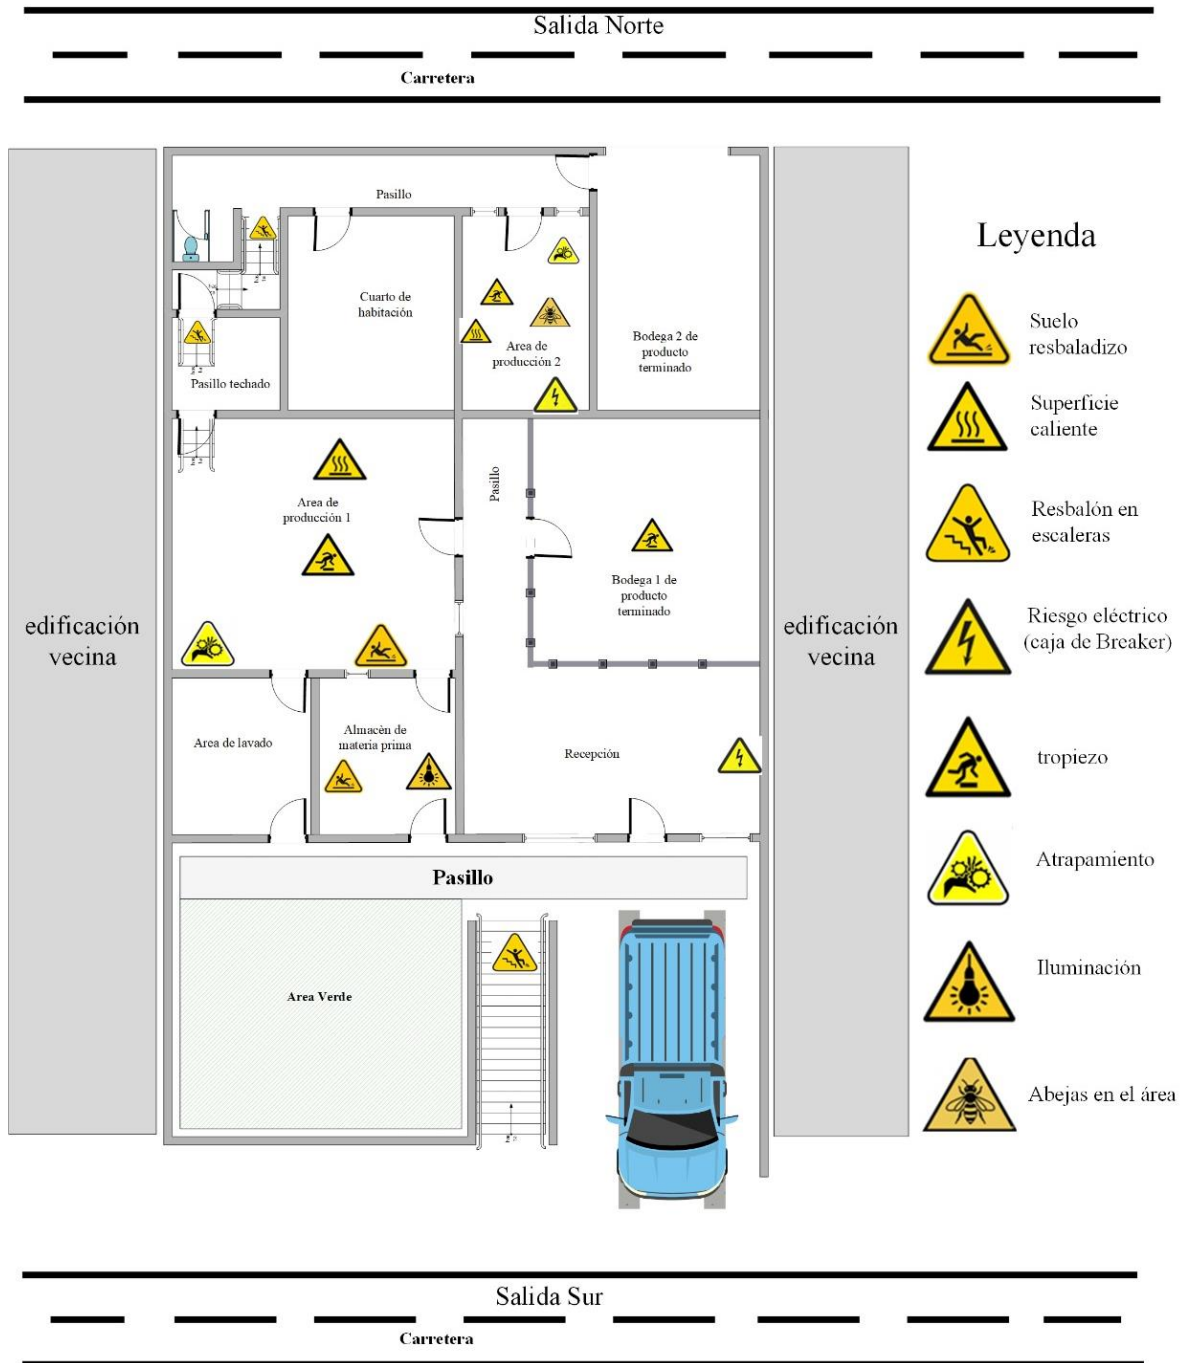 Salida Norte
Carretera
Pasillo
Cuarto de
habitación
Area de
producción 2
Bodega 2 de
producto
terminado
Pasillo techado
Pasillo
Area de
producción 1
Bodega 1 de
producto
terminado
Area de lavado
Almacèn de
materia prima
Recepción
Pasillo
Area Verde
edificación
vecina
edificación
vecina
Leyenda
Suelo
resbaladizo
Superficie
caliente
Resbalón en
escaleras
Riesgo eléctrico
(caja de Breaker)
tropiezo
Atrapamiento
Iluminación
Abejas en el área
Salida Sur
Carretera